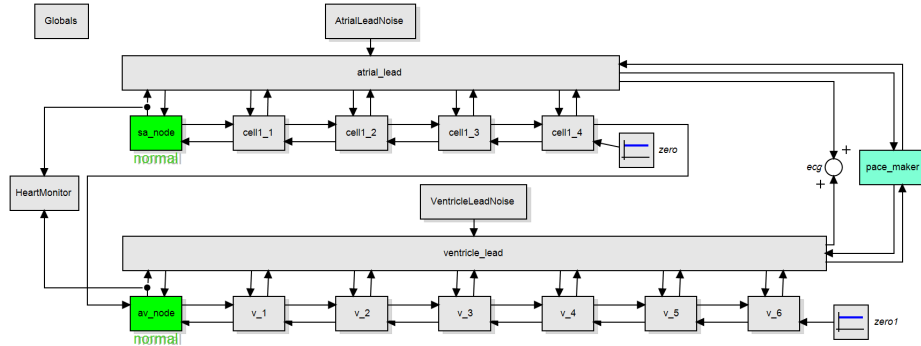 Globals
AtrialLeadNoise
atrial_lead
sa_node
cell1_1
cell1_2
cell1_3
cell1_4
normal
zero
+
ecg
+
pace_maker
HeartMonitor
VentricleLeadNoise
ventricle_lead
av_node
v_1
v_2
v_3
v_4
v_5
v_6
normal
zero1